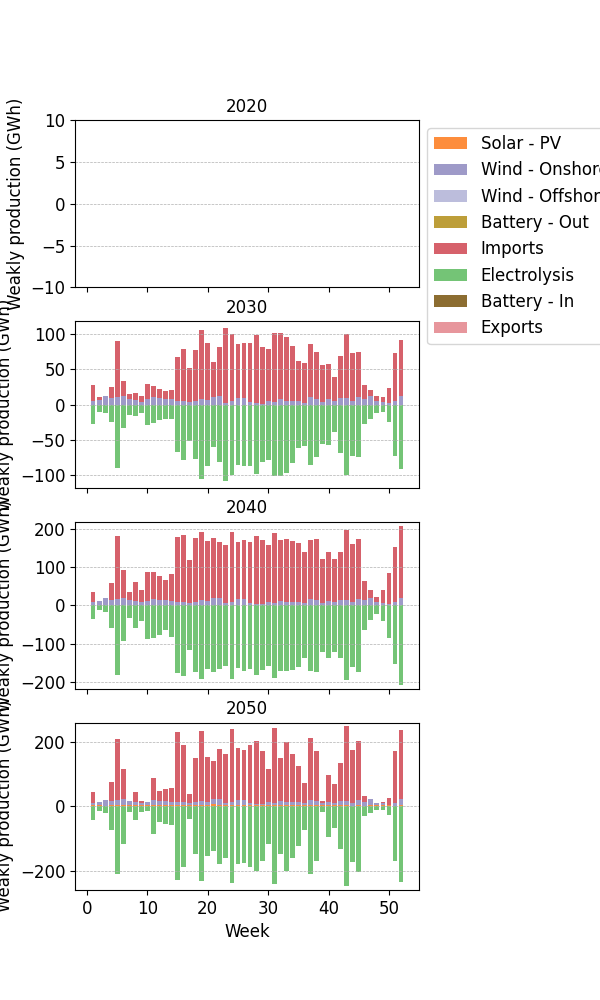 2020
Weakly production (GWh)
10
5
0
−5
−10
Solar - PV
Wind - Onshore
Wind - Offshor
Battery - Out
Imports
Electrolysis
Battery - In
Exports
2030
Weakly production (GWh)
100
50
0
−50
−100
2040
Weakly production (GWh)
200
100
0
−100
−200
2050
Weakly production (GWh)
200
0
−200
0 10 20 30 40 50
Week